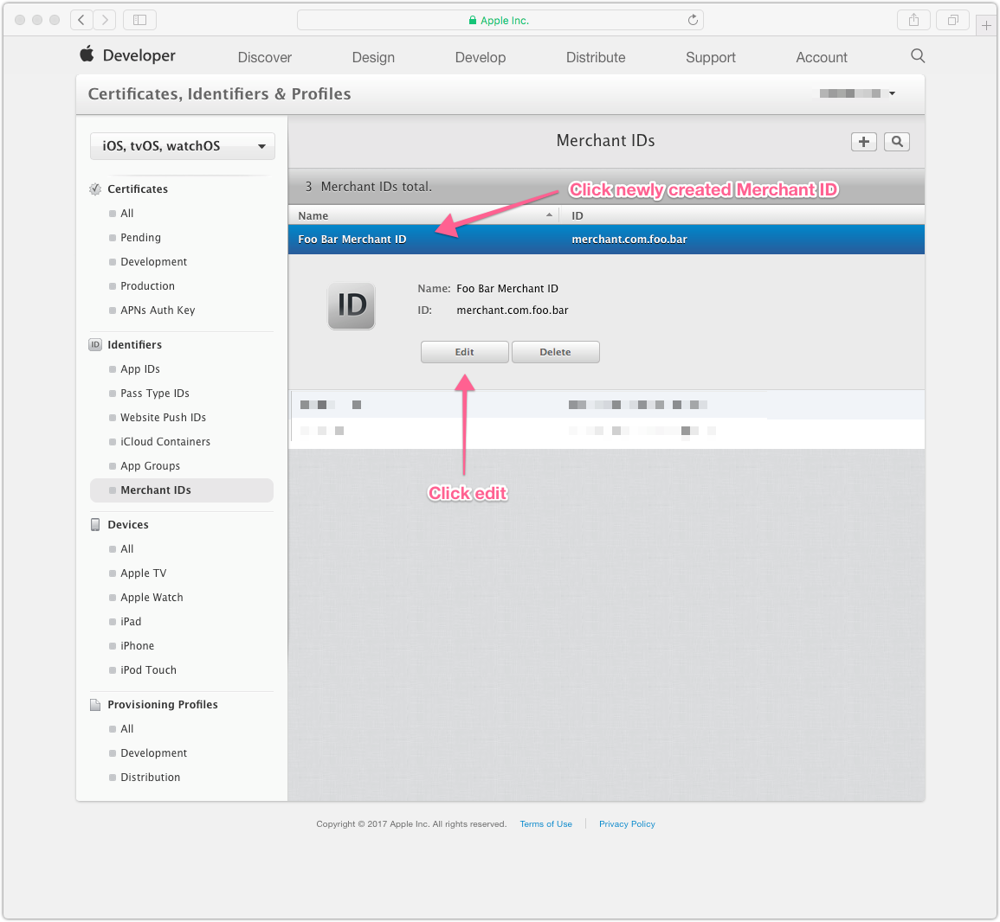 Apple Inc.
Developer
Discover
Design
Develop
Distribute
Support
Account
Certificates, Identifiers & Profiles
iOS, tvOS, watchOS
Certificates
All
Pending
Development
Production
APNs Auth Key
ID Identifiers
App IDs
Pass Type IDs
Website Push IDs
iCloud Containers
App Groups
Merchant IDs
Devices
All
Apple TV
Apple Watch
iPad
iPhone
iPod Touch
Provisioning Profiles
All
Development
Distribution
Merchant IDs
3 Merchant IDs total.
Click newly created Merchant ID
Name
ID
Foo Bar Merchant ID
merchant.com.foo.bar
ID
Name: Foo Bar Merchant ID
ID: merchant.com.foo.bar
Edit
Delete
Click edit
Copyright © 2017 Apple Inc. All rights reserved.
Terms of Use
Privacy Policy